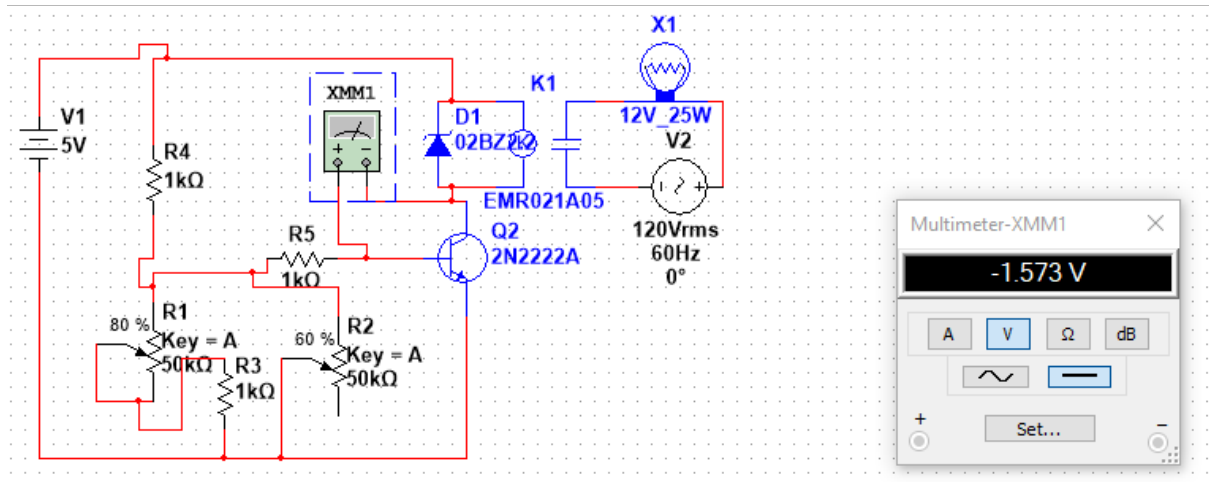 X1
12V_25W
K1
XMM1
V1
5V
D1
02BZ2.2
K
V2
R4
1kΩ
EMR021A05
120Vrms
60Hz
0°
Q2
2N2222A
R5
1kΩ
R1
80 %
Key = A
50kΩ
R3
1kΩ
R2
60 %
Key = A
50kΩ
Multimeter-XMM1
-1.573 V
A V Ω dB
+ Set... −